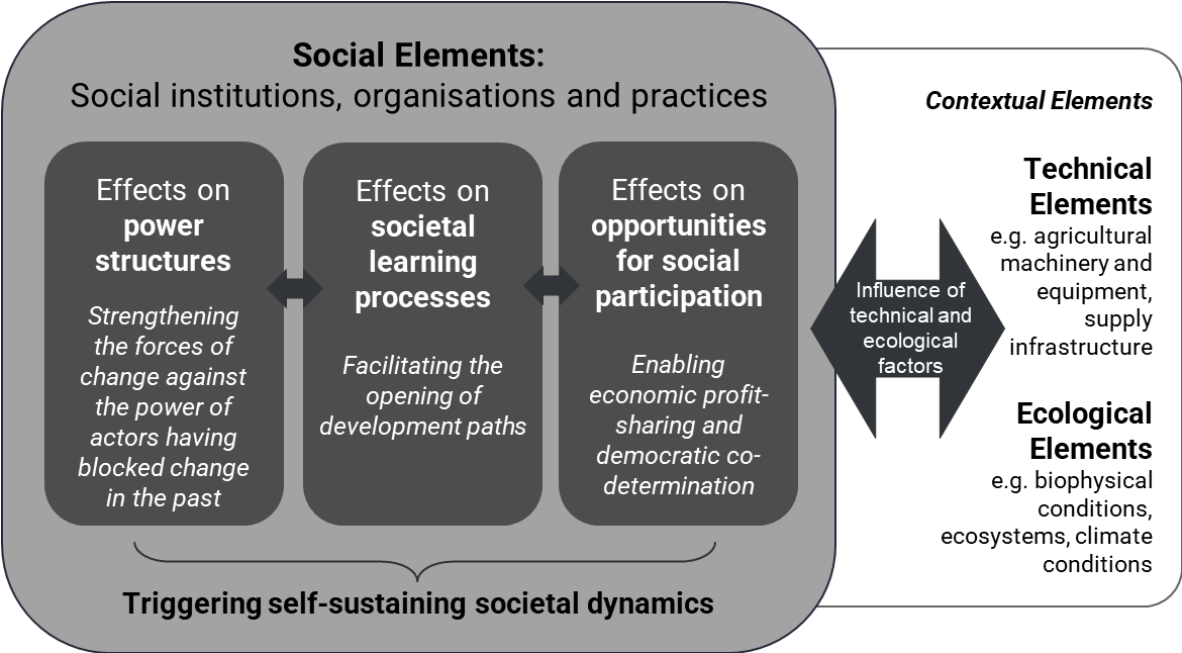 Social Elements:
Social institutions, organisations and practices
Effects on
power
structures
Strengthening
the forces of
change against
the power of
actors having
blocked change
in the past
Effects on
societal
learning
processes
Facilitating the
opening of
development paths
Effects on
opportunities
for social
participation
Enabling
economic profit-
sharing and
democratic co-
determination
Triggering self-sustaining societal dynamics
Influence of
technical and
ecological
factors
Contextual Elements
Technical
Elements
e.g. agricultural
machinery and
equipment,
supply
infrastructure
Ecological
Elements
e.g. biophysical
conditions,
ecosystems, climate
conditions